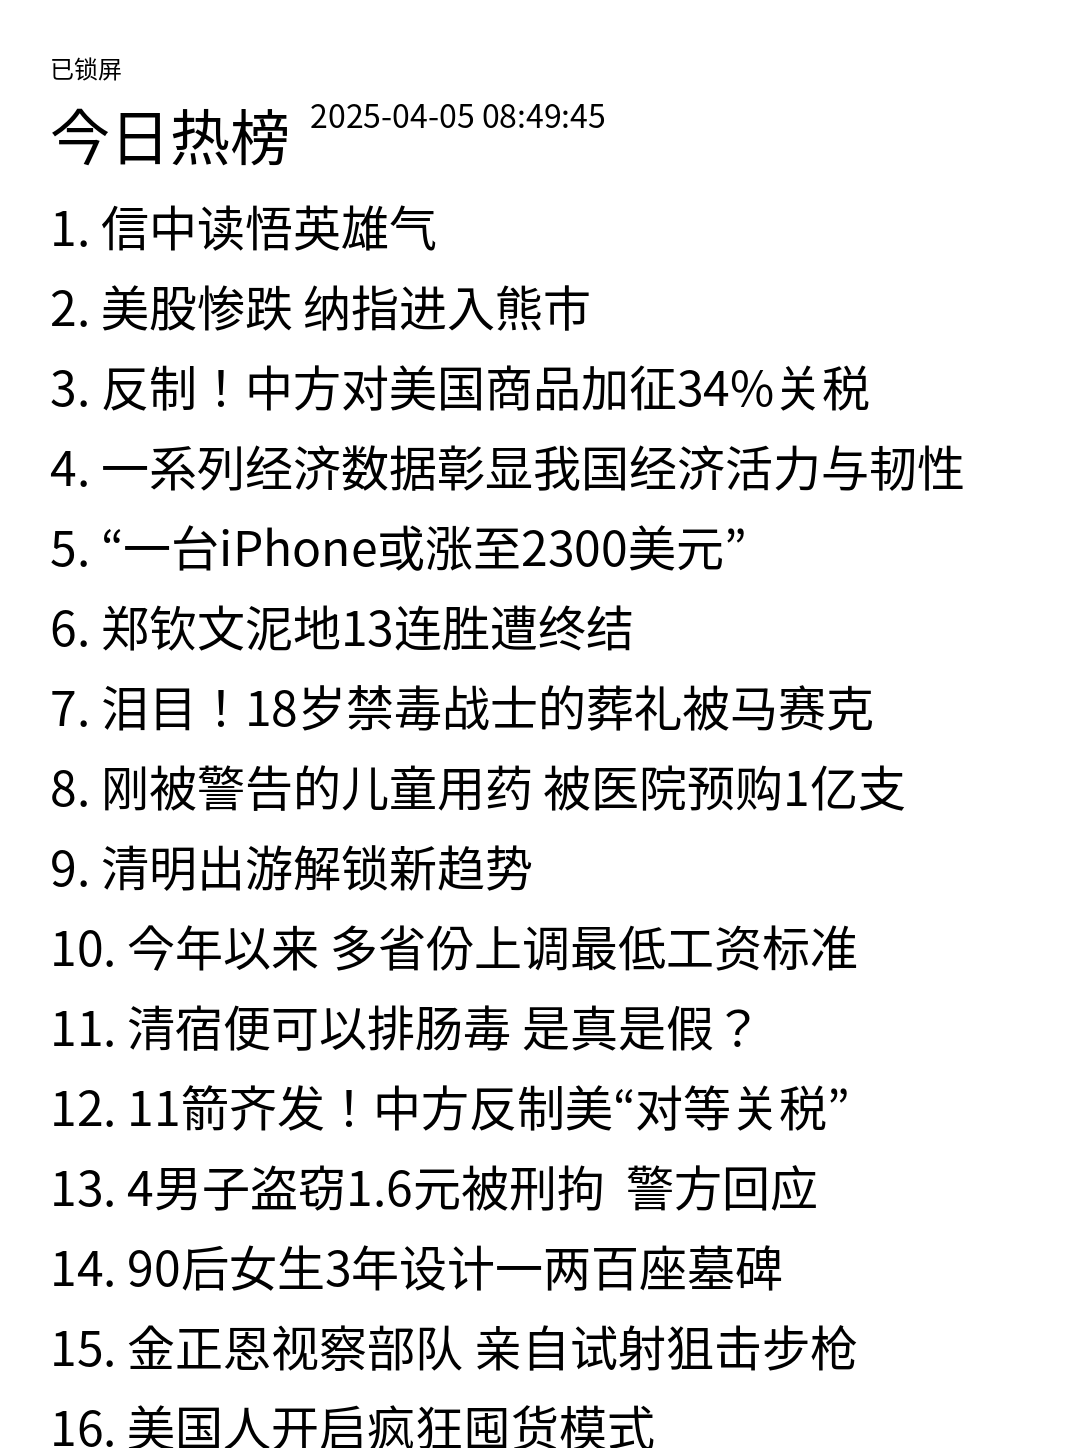 已锁屏
今日热榜 2025-04-05 08:49:45
1. 信中读悟英雄气
2. 美股惨跌 纳指进入熊市
3. 反制！中方对美国商品加征34%关税
4. 一系列经济数据彰显我国经济活力与韧性
5. “一台iPhone或涨至2300美元”
6. 郑钦文泥地13连胜遭终结
7. 泪目！18岁禁毒战士的葬礼被马赛克
8. 刚被警告的儿童用药 被医院预购1亿支
9. 清明出游解锁新趋势
10. 今年以来 多省份上调最低工资标准
11. 清宿便可以排肠毒 是真是假？
12. 11箭齐发！中方反制美“对等关税”
13. 4男子盗窃1.6元被刑拘  警方回应
14. 90后女生3年设计一两百座墓碑
15. 金正恩视察部队 亲自试射狙击步枪
16. 美国人开启疯狂囤货模式